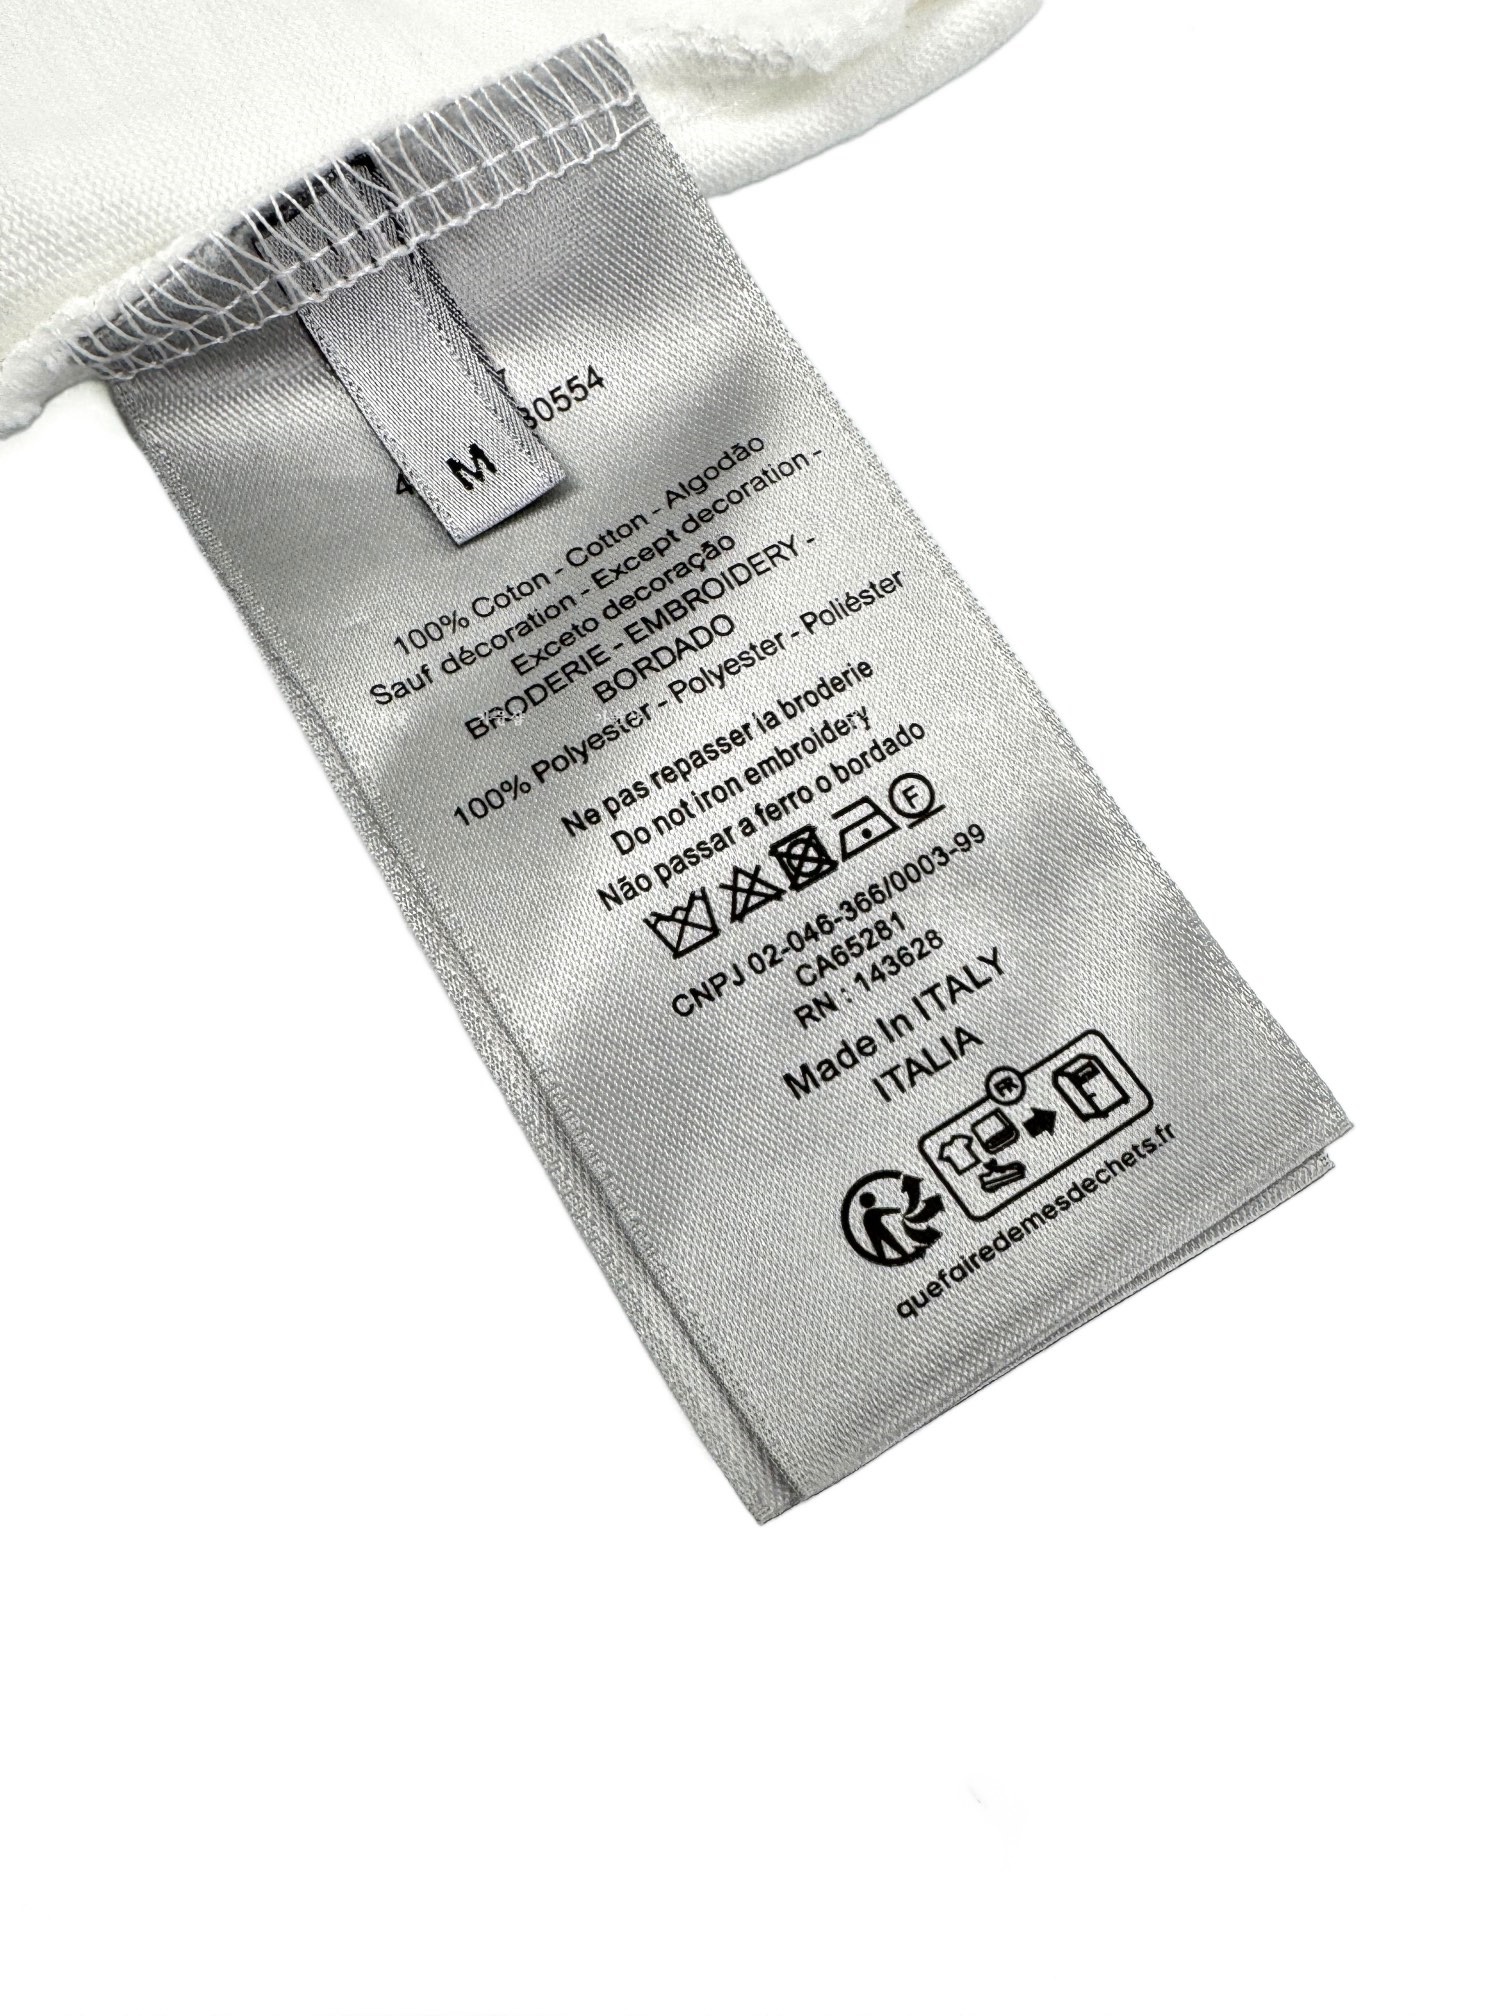 M
30554
100% Coton - Cotton - Algodão
Sauf décoration - Except decoration -
Exceto decoração
BRODERIE - EMBROIDERY -
BORDADO
100% Polyester - Polyester - Poliéster
Ne pas repasser la broderie
Do not iron embroidery
Não passar a ferro o bordado
F
CNPJ 02-046-366/0003-99
CA65281
RN : 143628
Made In ITALY
ITALIA
FR
quefairedemesdechets.fr